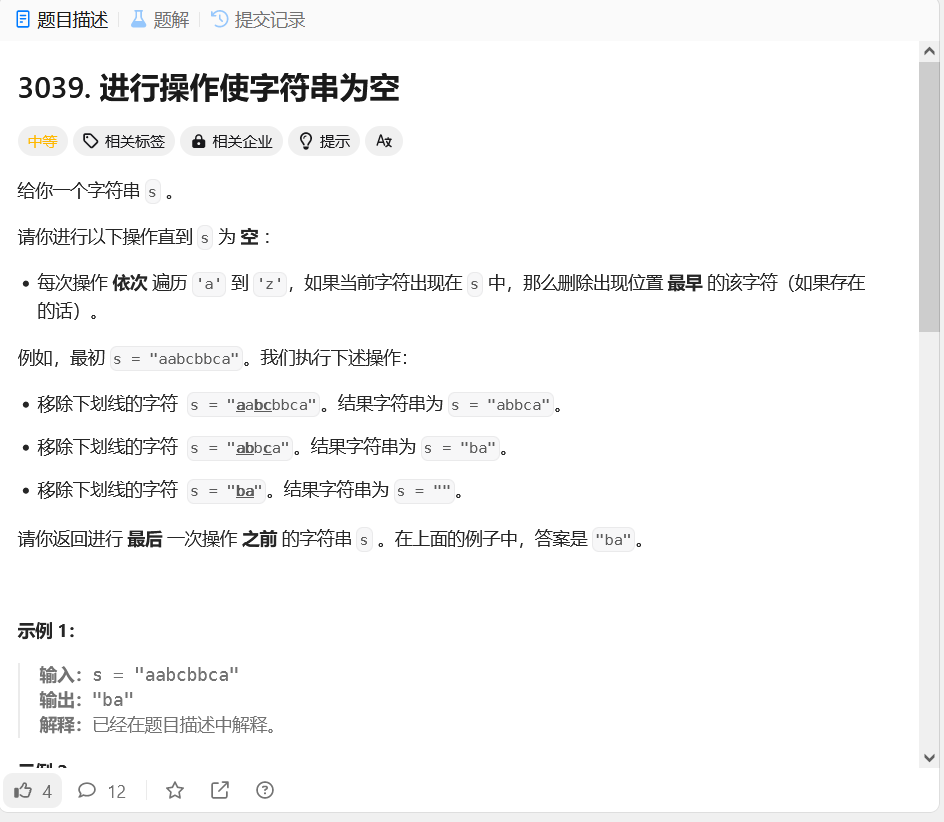 题目描述 题解 提交记录
3039. 进行操作使字符串为空
中等 相关标签 相关企业 提示 Aあ
给你一个字符串 s 。
请你进行以下操作直到 s 为 空 ：
• 每次操作 依次 遍历 'a' 到 'z'，如果当前字符出现在 s 中，那么删除出现位置 最早 的该字符（如果存在
的话）。
例如，最初 s = "aabcbbca"。我们执行下述操作：
• 移除下划线的字符 s = "aabcbbca"。结果字符串为 s = "abbca"。
• 移除下划线的字符 s = "abbca"。结果字符串为 s = "ba"。
• 移除下划线的字符 s = "ba"。结果字符串为 s = ""。
请你返回进行 最后 一次操作 之前 的字符串 s 。在上面的例子中，答案是 "ba"。
示例 1：
输入：s = "aabcbbca"
输出："ba"
解释：已经在题目描述中解释。
4 12